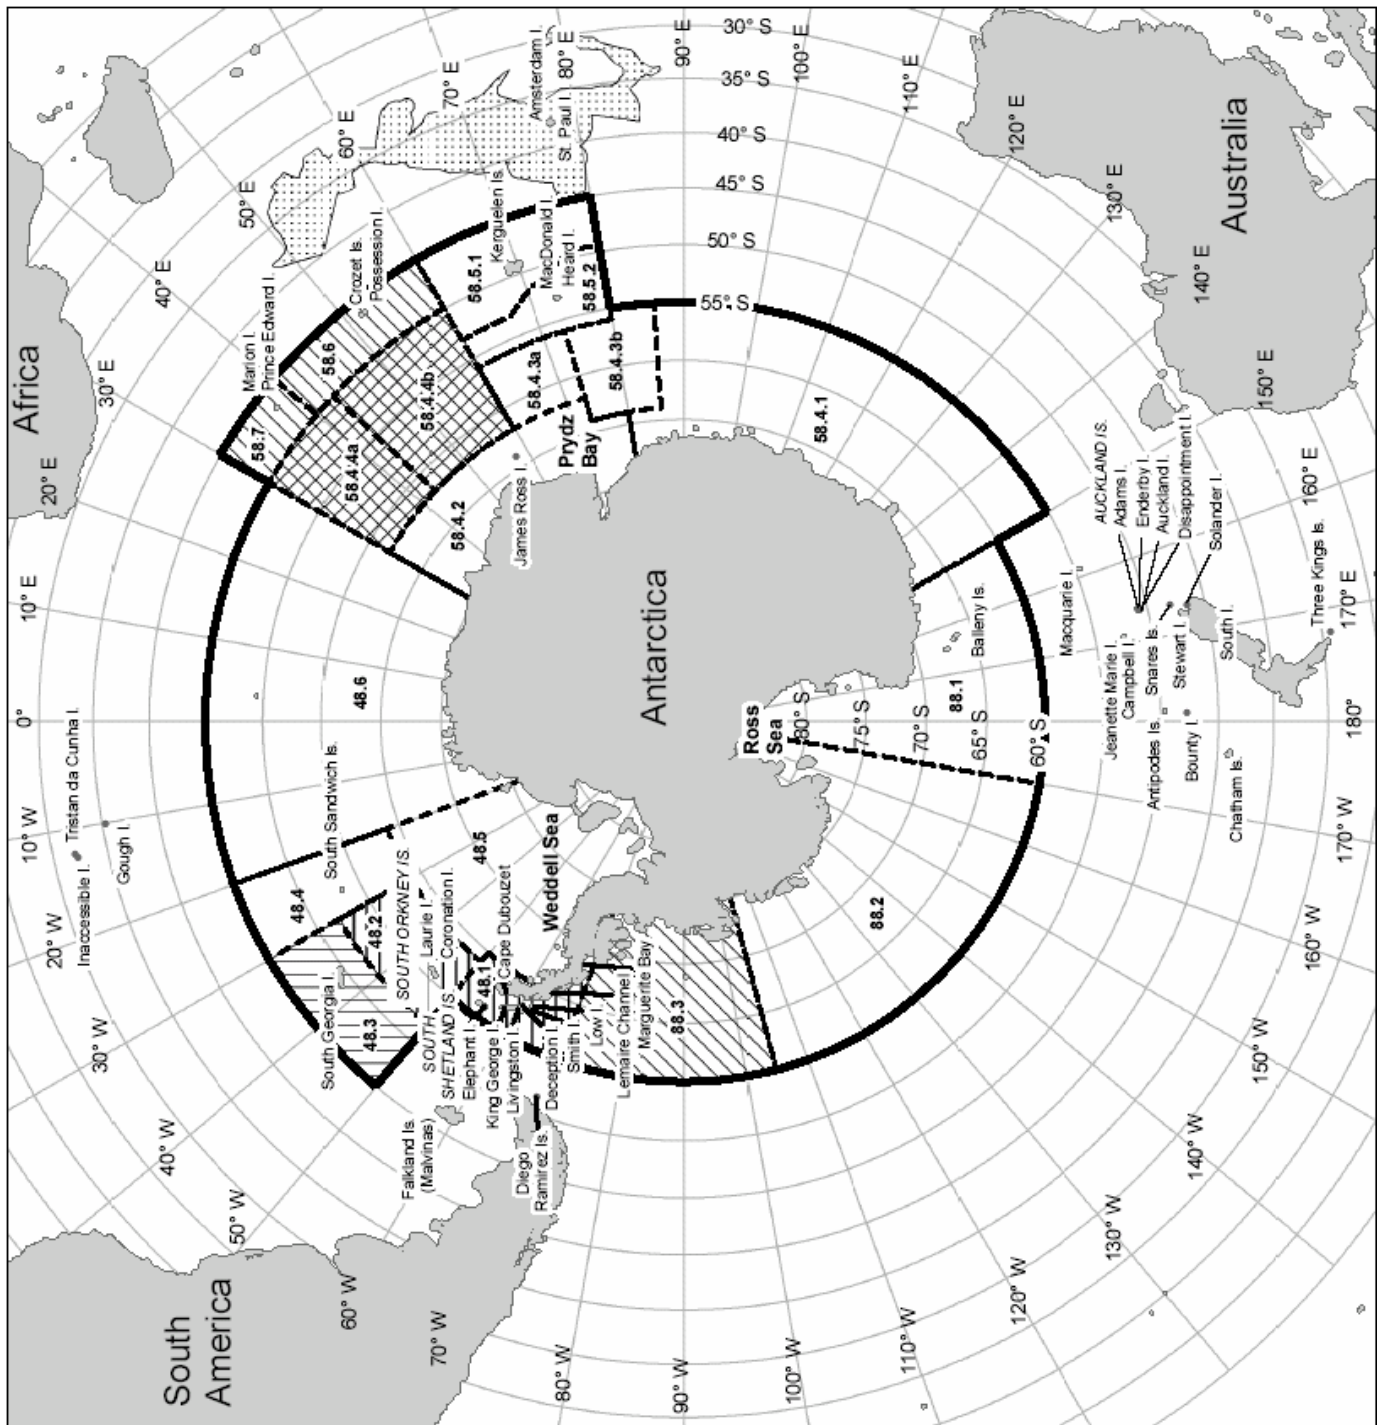 Africa
South
America
Antarctica
Australia
0°
10° E
20° E
30° E
40° E
50° E
60° E
70° E
80° E
90° E
100° E
110° E
120° E
130° E
140° E
150° E
160° E
170° E
180°
170° W
160° W
150° W
140° W
130° W
120° W
110° W
100° W
90° W
80° W
70° W
60° W
50° W
40° W
30° W
20° W
10° W
30° S
35° S
40° S
45° S
50° S
55° S
60° S
65° S
70° S
75° S
80° S
Inaccessible I.
Tristan da Cunha I.
Gough I.
Marion I.
Prince Edward I.
Crozet Is.
Possession I.
Kerguelen Is.
MacDonald I.
Heard I.
Amsterdam I.
St. Paul I.
58.7
58.6
58.5.1
58.5.2
58.4.4a
58.4.4b
58.4.3a
58.4.3b
58.4.2
58.4.1
Prydz
Bay
James Ross I.
48.6
48.5
48.4
48.3
48.2
48.1
South Sandwich Is.
South Georgia I.
SOUTH ORKNEY IS.
Laurie I.
Coronation I.
SOUTH
SHETLAND IS.
Elephant I.
King George I.
Livingston I.
Deception I.
Smith I.
Low I.
Cape Dubouzet
Weddell Sea
Lemaire Channel
Marguerite Bay
Falkland Is.
(Malvinas)
Diego
Ramirez Is.
88.3
88.2
88.1
Ross
Sea
Balleny Is.
Macquarie I.
AUCKLAND IS.
Adams I.
Enderby I.
Auckland I.
Disappointment I.
Solander I.
Jeanette Marie I.
Campbell I.
Snares Is.
Stewart I.
South I.
Three Kings Is.
Antipodes Is.
Bounty I.
Chatham Is.